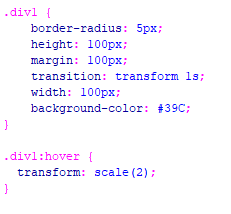 .div1 {
    border-radius: 5px;
    height: 100px;
    margin: 100px;
    transition: transform 1s;
    width: 100px;
    background-color: #39C;
}

.div1:hover {
  transform: scale(2);
}